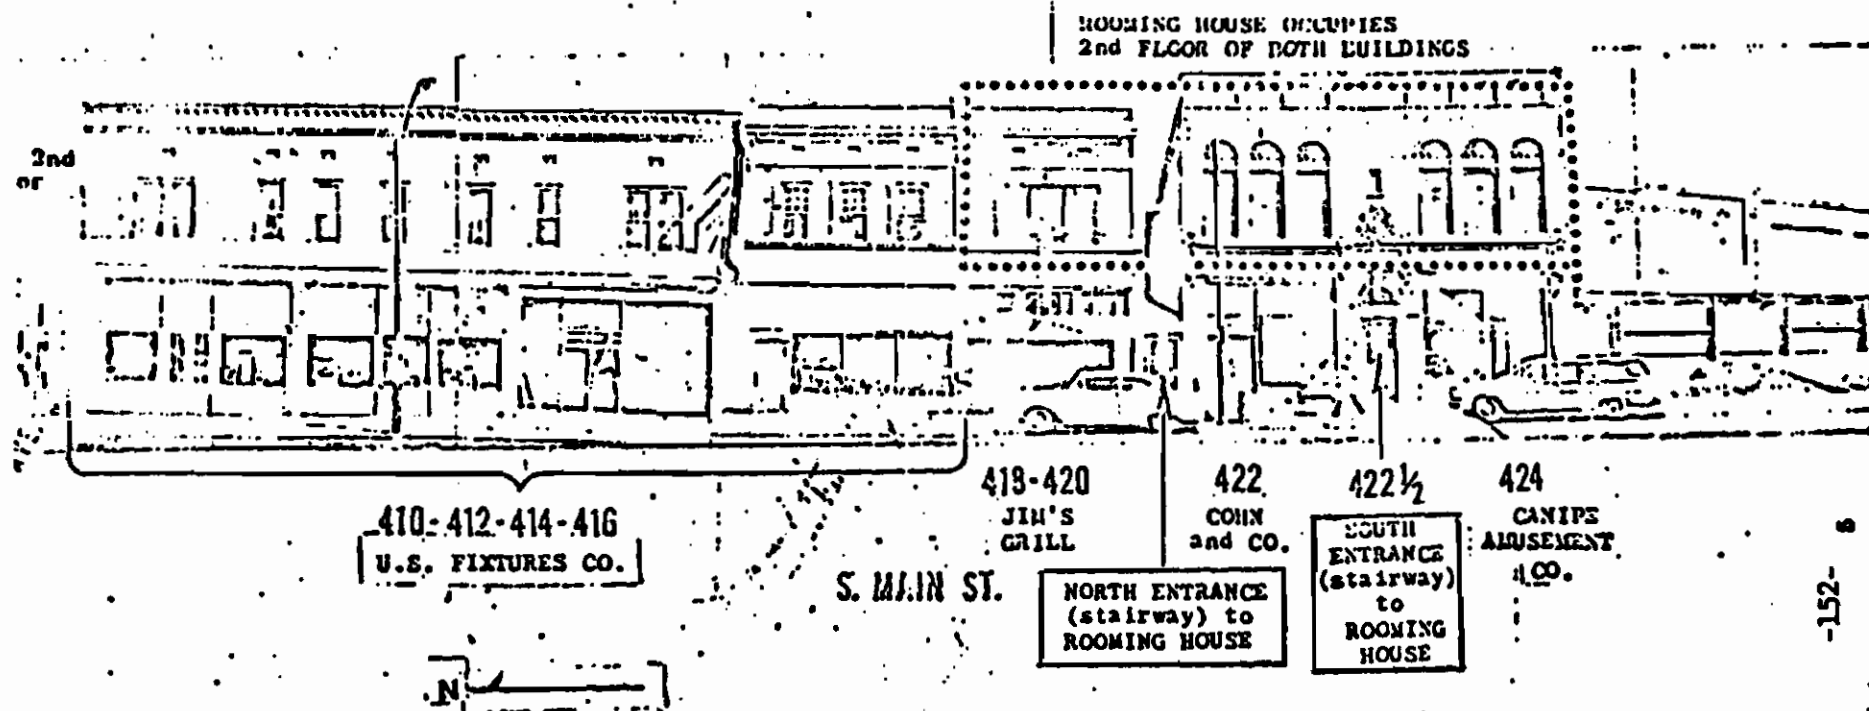 ROOMING HOUSE OCCUPIES
2nd FLOOR OF BOTH BUILDINGS
2nd
or
410-412-414-416
U.S. FIXTURES CO.
S. MAIN ST.
418-420
JIM'S
GRILL
NORTH ENTRANCE
(stairway) to
ROOMING HOUSE
422
COHN
and CO.
422½
SOUTH
ENTRANCE
(stairway)
to
ROOMING
HOUSE
424
CANIPE
AMUSEMENT
CO.
-152-
N